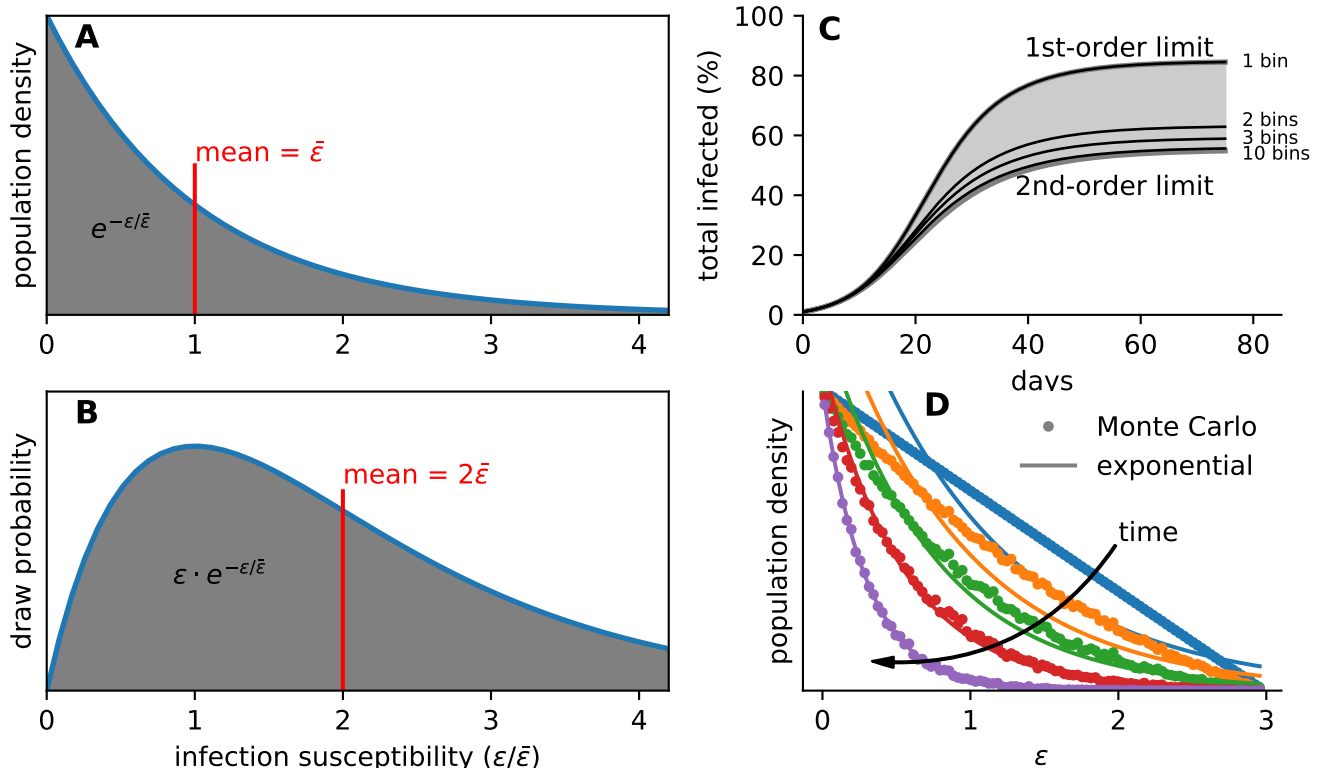 A
population density
mean = ε̄
e^{−ε/ε̄}
0 1 2 3 4
B
draw probability
mean = 2ε̄
ε · e^{−ε/ε̄}
0 1 2 3 4
infection susceptibility (ε/ε̄)
C
total infected (%)
100
80
60
40
20
0
1st-order limit
1 bin
2 bins
3 bins
10 bins
2nd-order limit
0 20 40 60 80
days
D
population density
Monte Carlo
exponential
time
0 1 2 3
ε